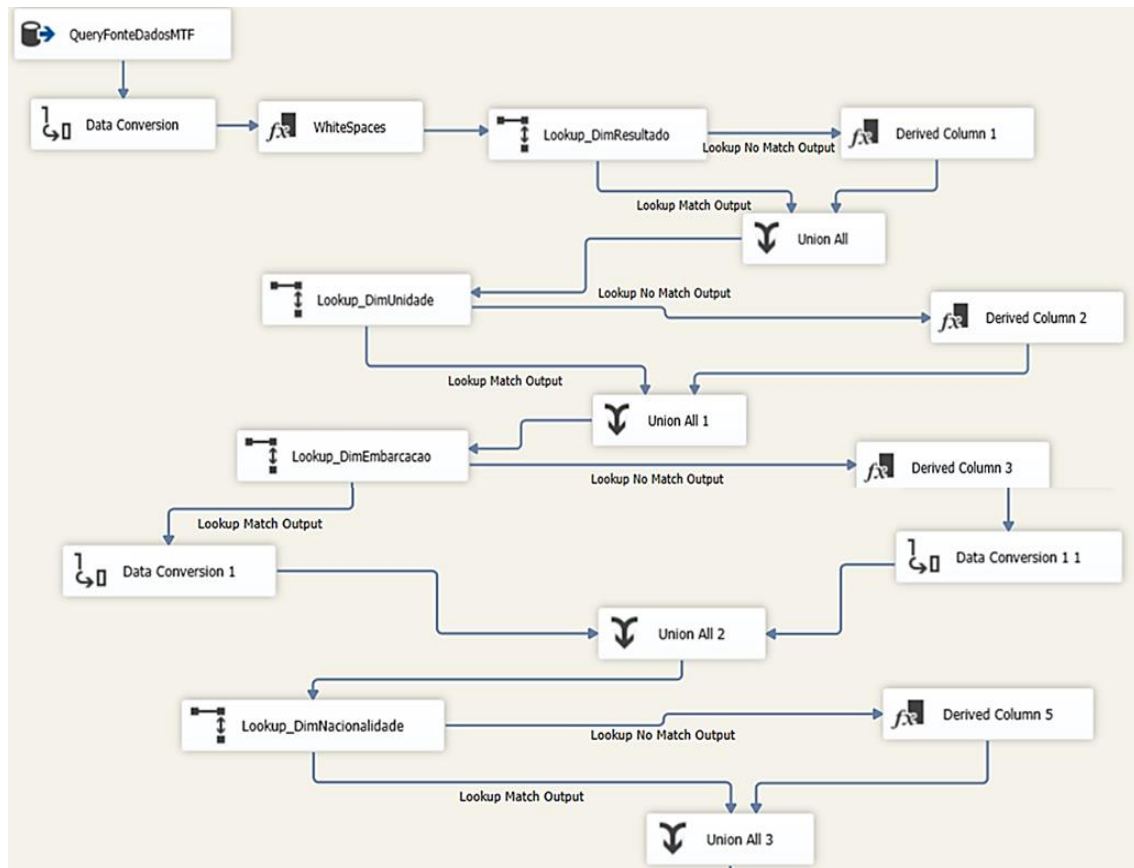 QueryFonteDadosMTF
Data Conversion
WhiteSpaces
Lookup_DimResultado
Lookup No Match Output
Derived Column 1
Lookup Match Output
Union All
Lookup_DimUnidade
Lookup No Match Output
Derived Column 2
Lookup Match Output
Union All 1
Lookup_DimEmbarcacao
Lookup No Match Output
Derived Column 3
Lookup Match Output
Data Conversion 1
Data Conversion 1 1
Union All 2
Lookup_DimNacionalidade
Lookup No Match Output
Derived Column 5
Lookup Match Output
Union All 3